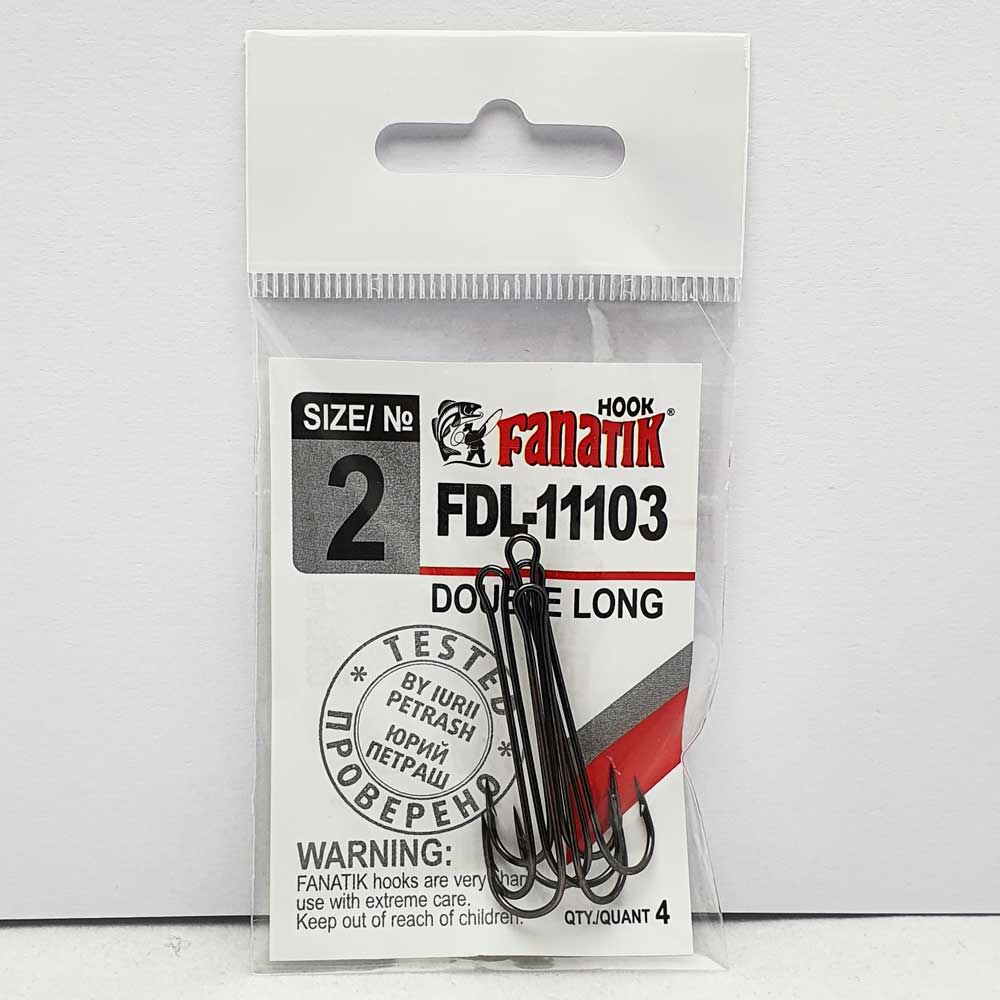 SIZE/ №
2
HOOK
FANATIK®
FDL-11103
DOUBLE LONG
TESTED
BY IURII
PETRASH
ЮРИЙ
ПЕТРАШ
ПРОВЕРЕНО
WARNING:
FANATIK hooks are very
use with extreme care.
Keep out of reach of children.
QTY./QUANT 4